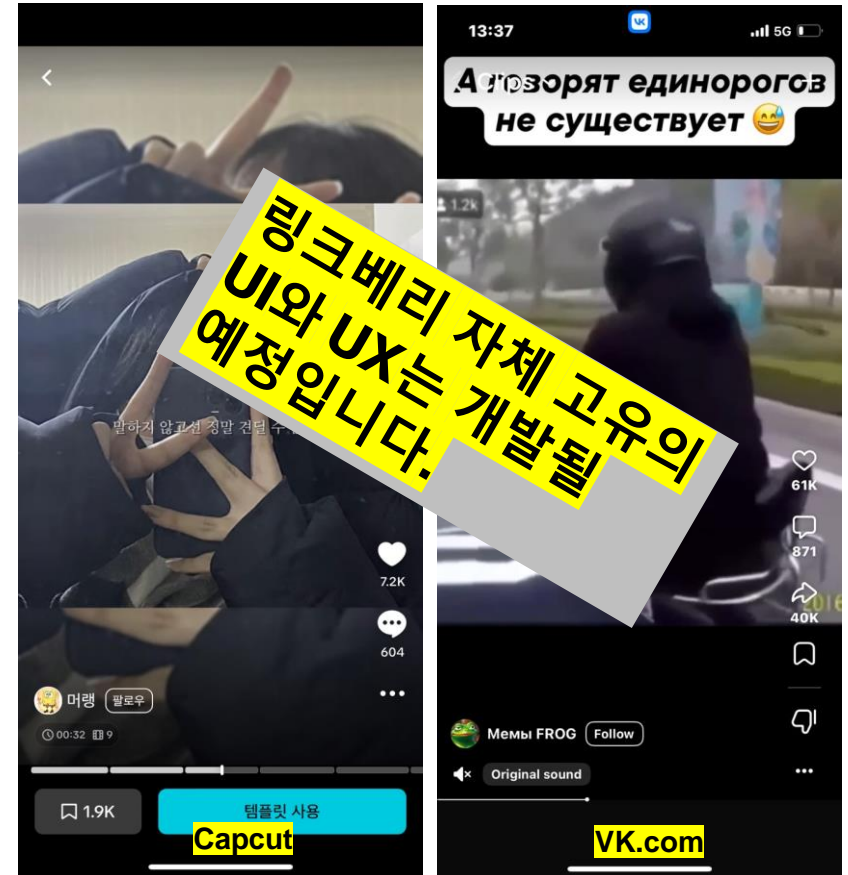 말하지 않고선 정말 견딜 수
7.2K
604
머랭 팔로우
00:32 9
1.9K
템플릿 사용
Capcut
링크베리 자체 고유의
UI와 UX는 개발될
예정입니다.
13:37
5G
А говорят единорогов
не существует 😅
1.2k
61K
871
40K
2016
Мемы FROG Follow
Original sound
VK.com